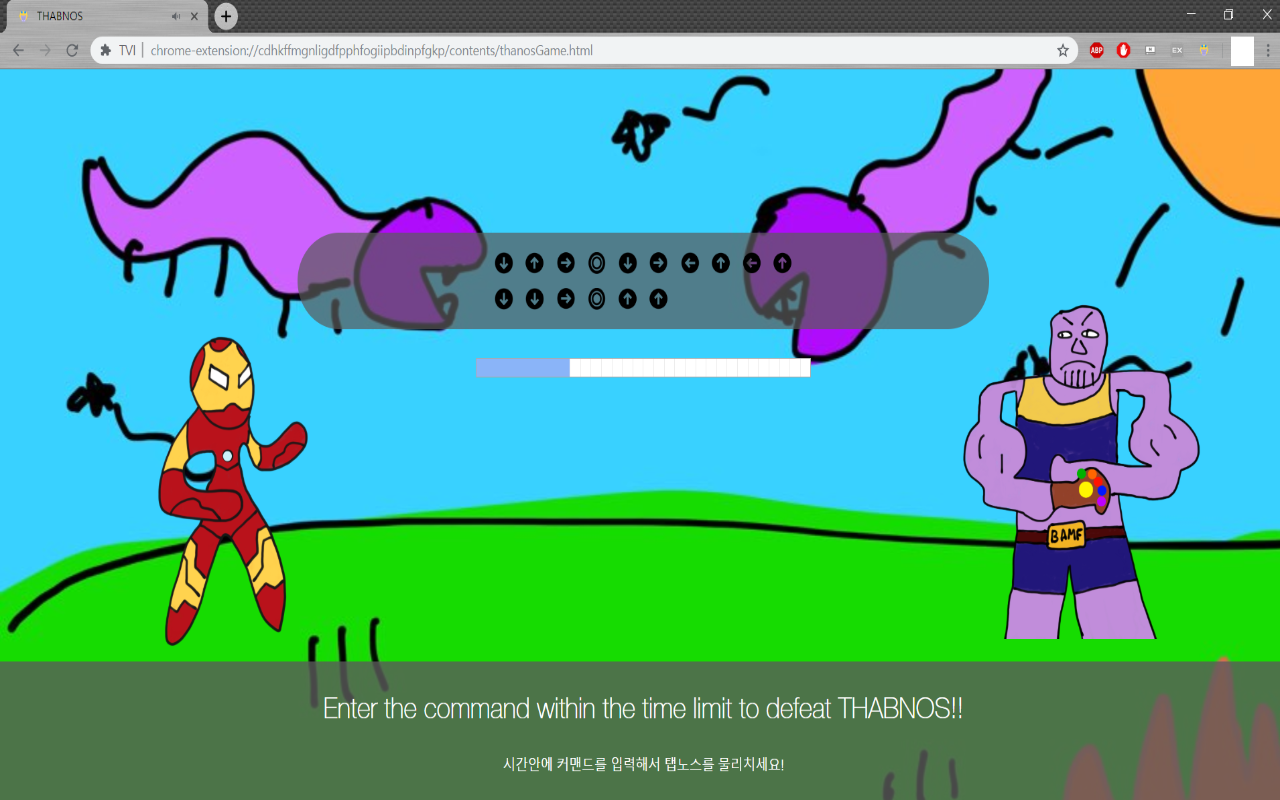 THABNOS
TVI | chrome-extension://cdhkffmgnligdfpphfogiipbdinpfgkp/contents/thanosGame.html
ABP
EX
BAMF
Enter the command within the time limit to defeat THABNOS!!
시간안에 커맨드를 입력해서 탭노스를 물리치세요!